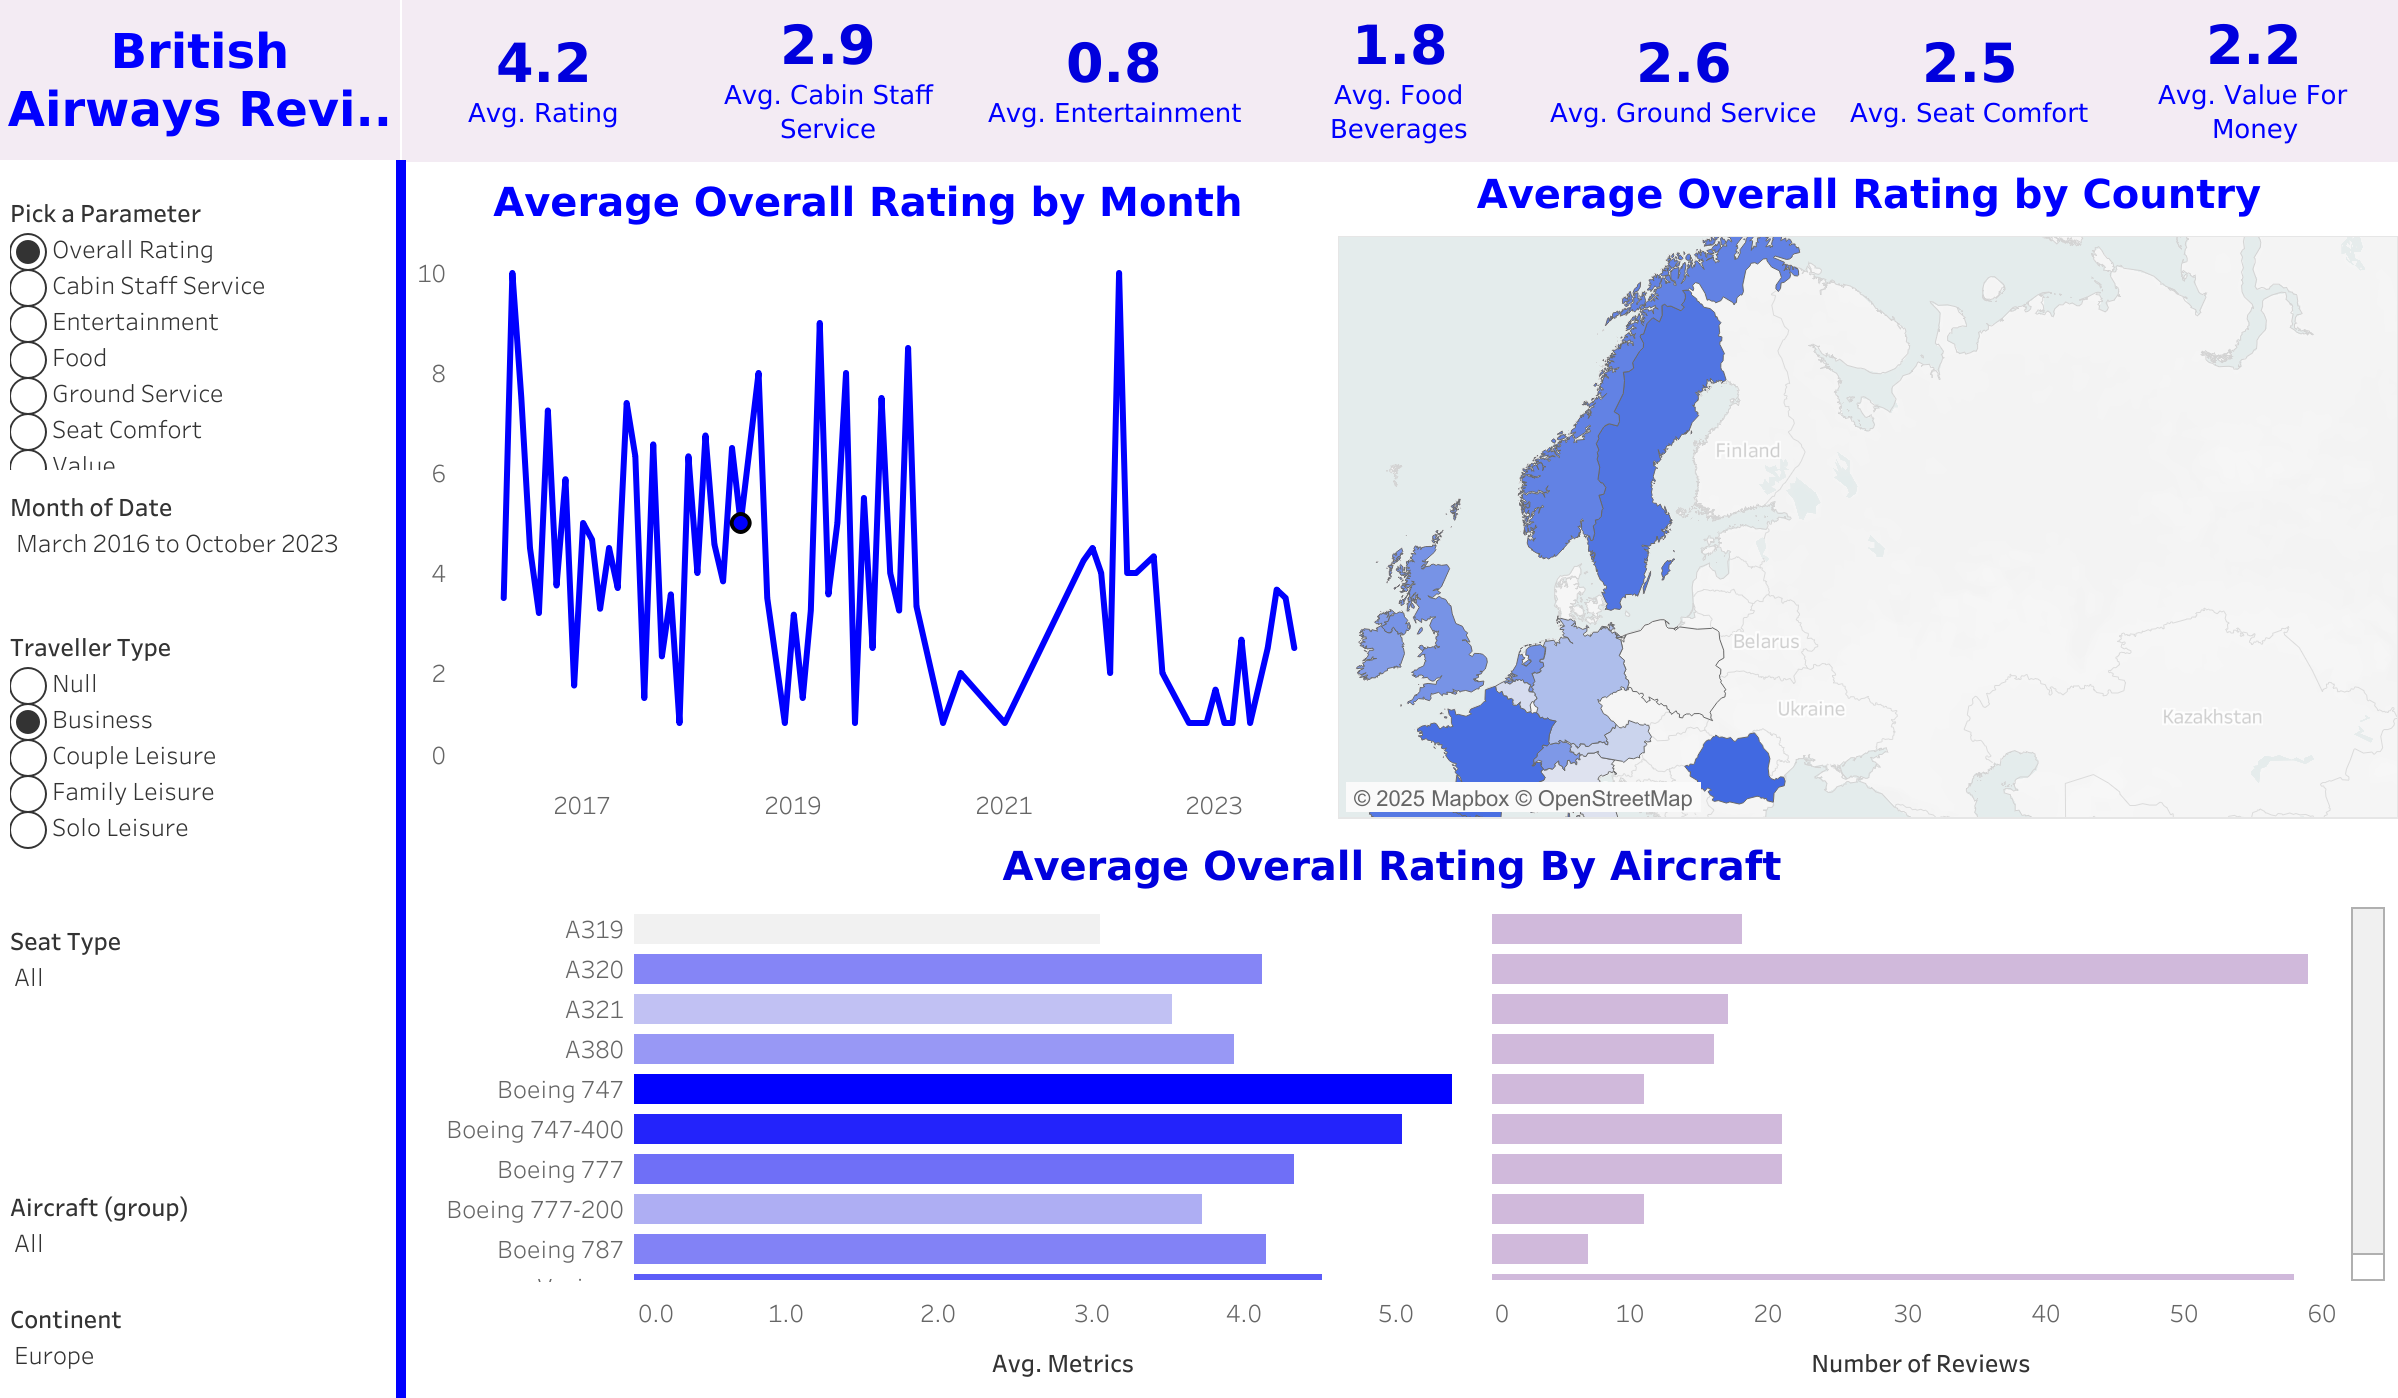 British
Airways Revi..
4.2
Avg. Rating
2.9
Avg. Cabin Staff
Service
0.8
Avg. Entertainment
1.8
Avg. Food
Beverages
2.6
Avg. Ground Service
2.5
Avg. Seat Comfort
2.2
Avg. Value For
Money
Pick a Parameter
Overall Rating
Cabin Staff Service
Entertainment
Food
Ground Service
Seat Comfort
Value
Month of Date
March 2016 to October 2023
Traveller Type
Null
Business
Couple Leisure
Family Leisure
Solo Leisure
Seat Type
All
Aircraft (group)
All
Continent
Europe
Average Overall Rating by Month
10
8
6
4
2
0
2017 2019 2021 2023
Average Overall Rating by Country
Finland
Belarus
Ukraine
Kazakhstan
© 2025 Mapbox © OpenStreetMap
Average Overall Rating By Aircraft
A319
A320
A321
A380
Boeing 747
Boeing 747-400
Boeing 777
Boeing 777-200
Boeing 787
0.0 1.0 2.0 3.0 4.0 5.0
Avg. Metrics
0 10 20 30 40 50 60
Number of Reviews